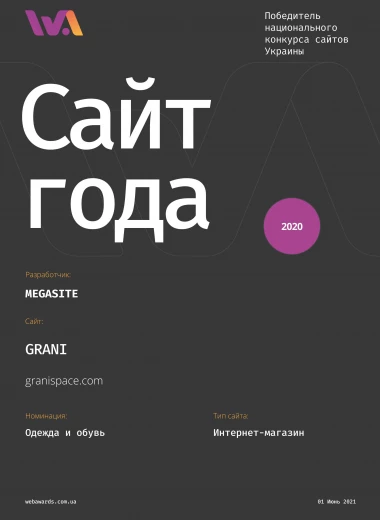 WA
Победитель
национального
конкурса сайтов
Украины
Сайт
года
2020
Разработчик:
MEGASITE
Сайт:
GRANI
granispace.com
Номинация:
Тип сайта:
Одежда и обувь
Интернет-магазин
webawards.com.ua
01 Июнь 2021